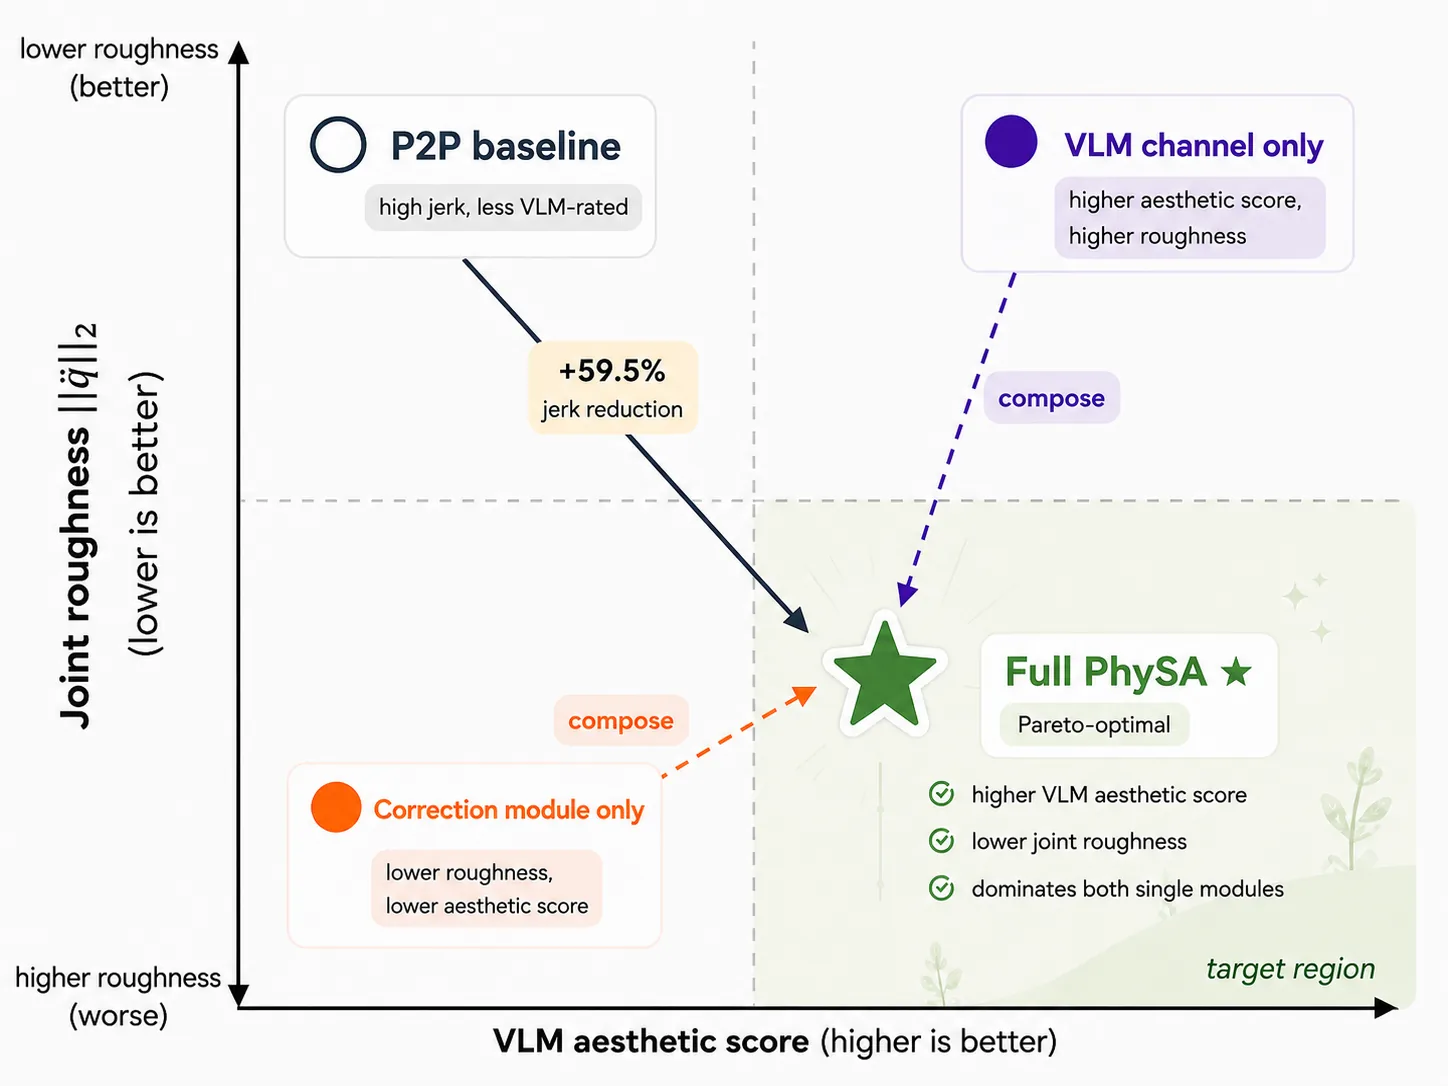 lower roughness
(better)
P2P baseline
high jerk, less VLM-rated
VLM channel only
higher aesthetic score,
higher roughness
+59.5%
jerk reduction
compose
Joint roughness ||q̈||₂
(lower is better)
Full PhySA ★
Pareto-optimal
compose
Correction module only
lower roughness,
lower aesthetic score
higher VLM aesthetic score
lower joint roughness
dominates both single modules
target region
higher roughness
(worse)
VLM aesthetic score (higher is better)